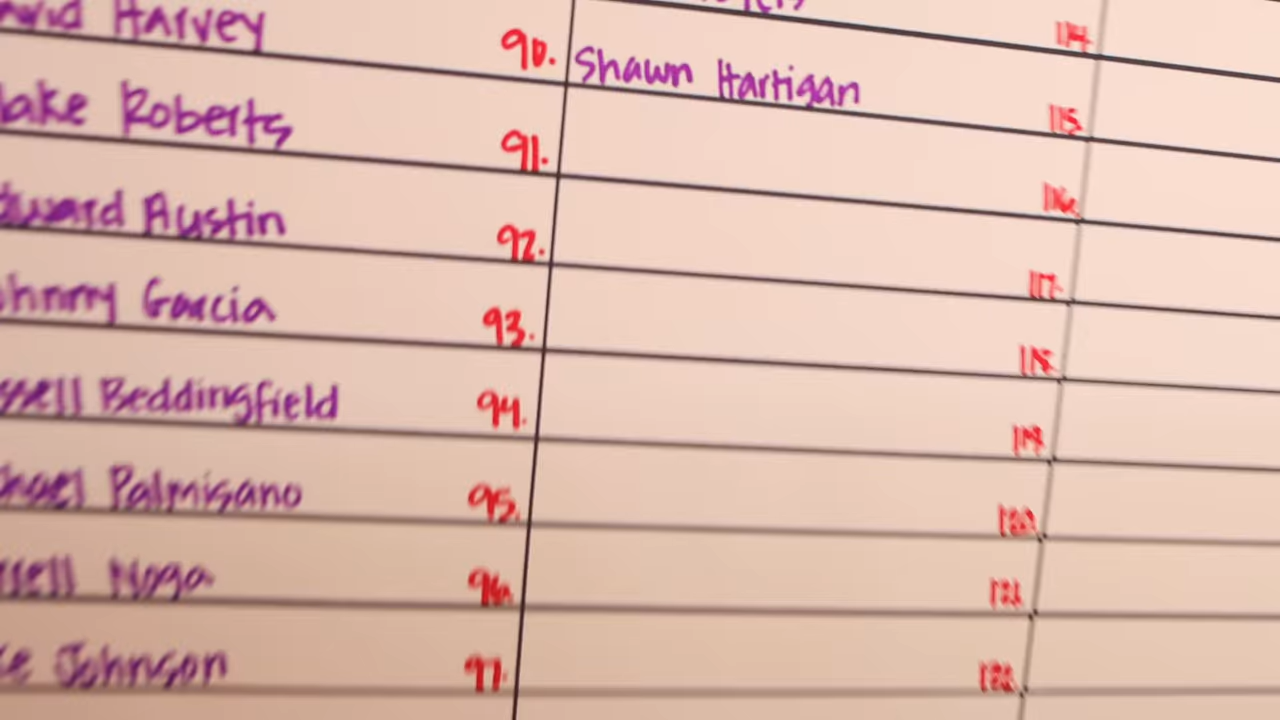 Harvey 90. Shawn Hartigan 115.
Roberts 91. 116.
Austin 92. 117.
Garcia 93. 118.
Beddingfield 94. 119.
Palmisano 95. 120.
Noga 96. 121.
Johnson 97. 122.